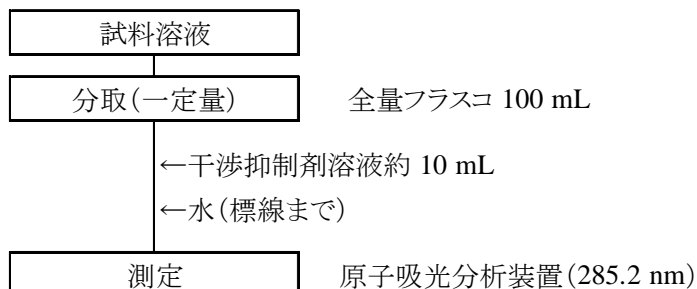 試料溶液
分取(一定量) 全量フラスコ 100 mL
←干渉抑制剤溶液約 10 mL
←水(標線まで)
測定 原子吸光分析装置(285.2 nm)